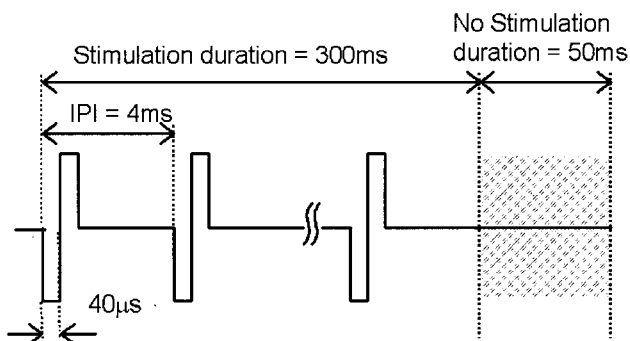 No Stimulation
Stimulation duration = 300ms
duration = 50ms
IPI = 4ms
40μs